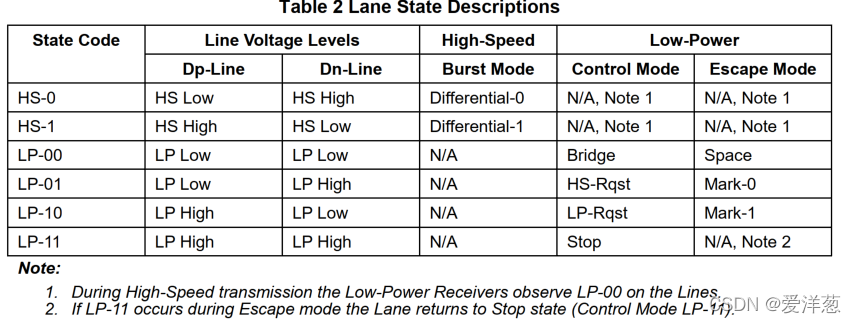 Table 2 Lane State Descriptions
State Code Line Voltage Levels High-Speed Low-Power
Dp-Line Dn-Line Burst Mode Control Mode Escape Mode
HS-0 HS Low HS High Differential-0 N/A, Note 1 N/A, Note 1
HS-1 HS High HS Low Differential-1 N/A, Note 1 N/A, Note 1
LP-00 LP Low LP Low N/A Bridge Space
LP-01 LP Low LP High N/A HS-Rqst Mark-0
LP-10 LP High LP Low N/A LP-Rqst Mark-1
LP-11 LP High LP High N/A Stop N/A, Note 2
Note:
1. During High-Speed transmission the Low-Power Receivers observe LP-00 on the Lines.
2. If LP-11 occurs during Escape mode the Lane returns to Stop state (Control Mode LP-11).
CSDN @爱洋葱